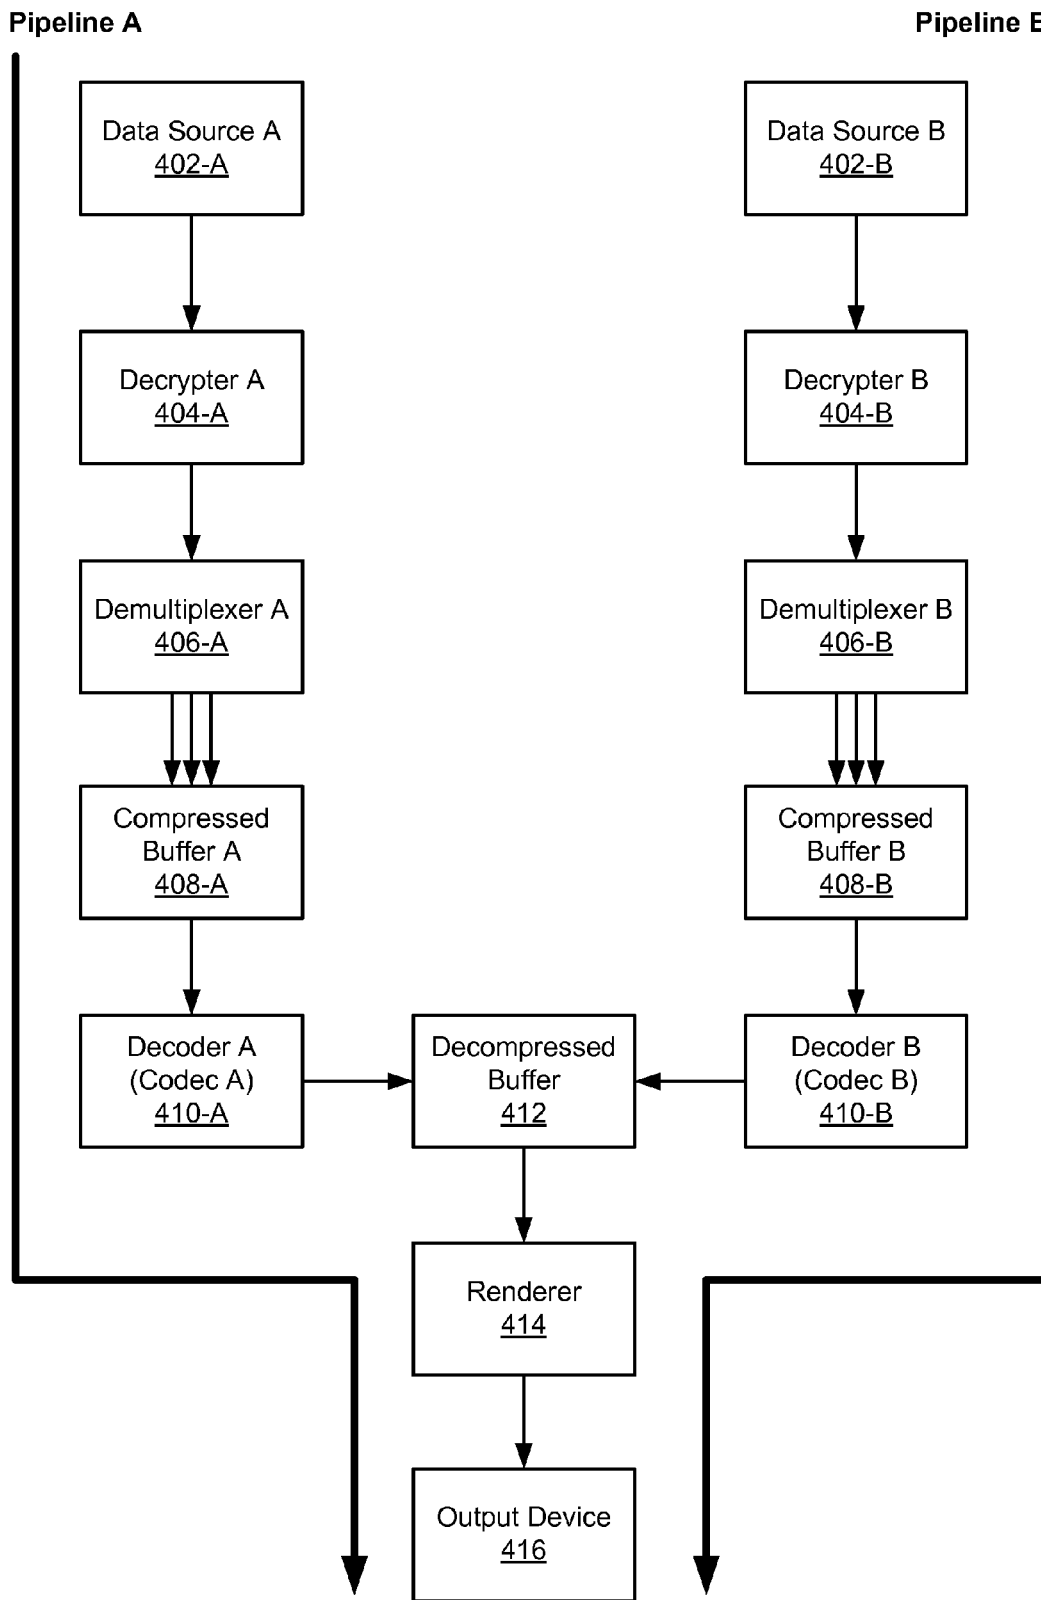 Pipeline A
Pipeline
Data Source A
402-A
Data Source B
402-B
Decrypter A
404-A
Decrypter B
404-B
Demultiplexer A
406-A
Demultiplexer B
406-B
Compressed
Buffer A
408-A
Compressed
Buffer B
408-B
Decoder A
(Codec A)
410-A
Decompressed
Buffer
412
Decoder B
(Codec B)
410-B
Renderer
414
Output Device
416